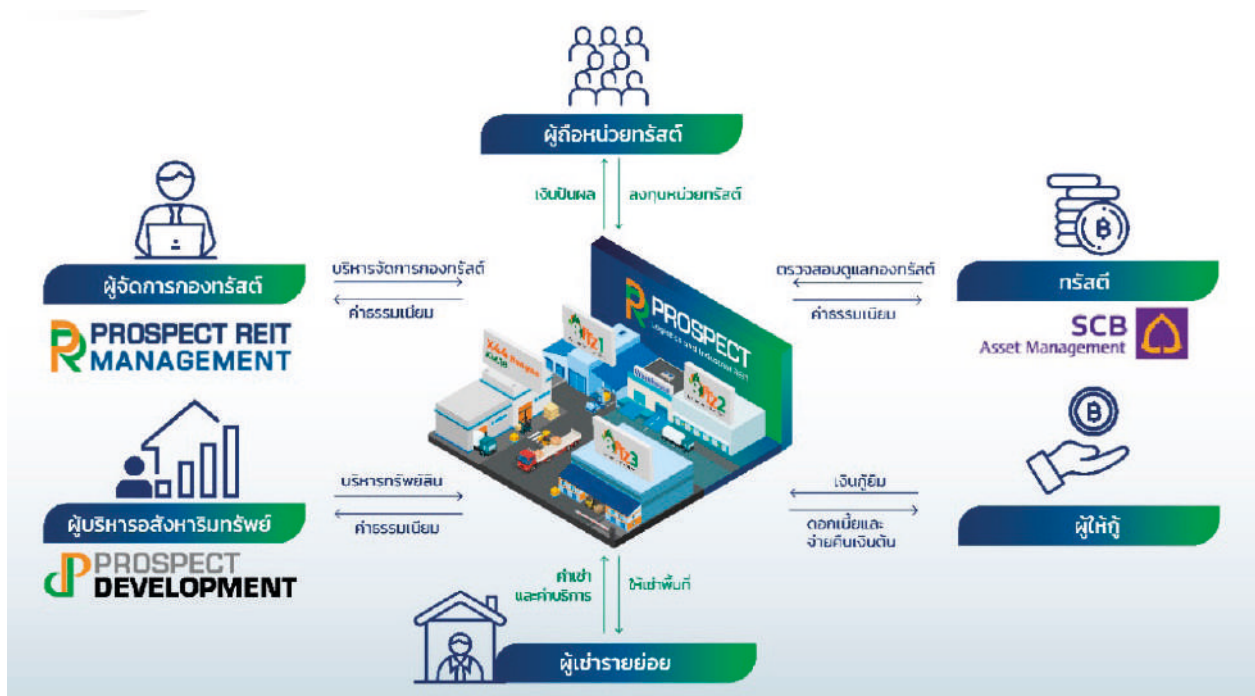 ผู้ถือหน่วยทรัสต์
เงินปันผล
ลงทุนหน่วยทรัสต์
ผู้จัดการกองทรัสต์
PROSPECT REIT
MANAGEMENT
บริหารจัดการกองทรัสต์
ค่าธรรมเนียม
ตรวจสอบดูแลกองทรัสต์
ค่าธรรมเนียม
ทรัสตี
SCB
Asset Management
PROSPECT
Logistics and Industrial REIT
X44
ftz1
ftz2
ftz3
ผู้บริหารอสังหาริมทรัพย์
PROSPECT
DEVELOPMENT
บริหารทรัพย์สิน
ค่าธรรมเนียม
เงินกู้ยืม
ดอกเบี้ยและ
จ่ายคืนเงินต้น
ผู้ให้กู้
ค่าเช่า
และค่าบริการ
ให้เช่าพื้นที่
ผู้เช่ารายย่อย